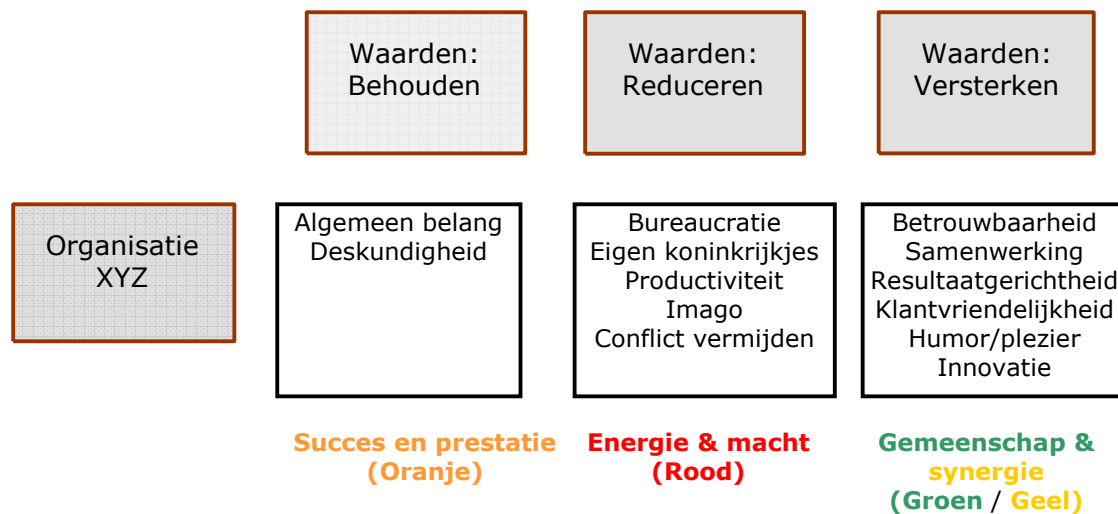 Waarden:
Behouden
Waarden:
Reduceren
Waarden:
Versterken
Organisatie
XYZ
Algemeen belang
Deskundigheid
Bureaucratie
Eigen koninkrijkjes
Productiviteit
Imago
Conflict vermijden
Betrouwbaarheid
Samenwerking
Resultaatgerichtheid
Klantvriendelijkheid
Humor/plezier
Innovatie
Succes en prestatie
(Oranje)
Energie & macht
(Rood)
Gemeenschap &
synergie
(Groen / Geel)